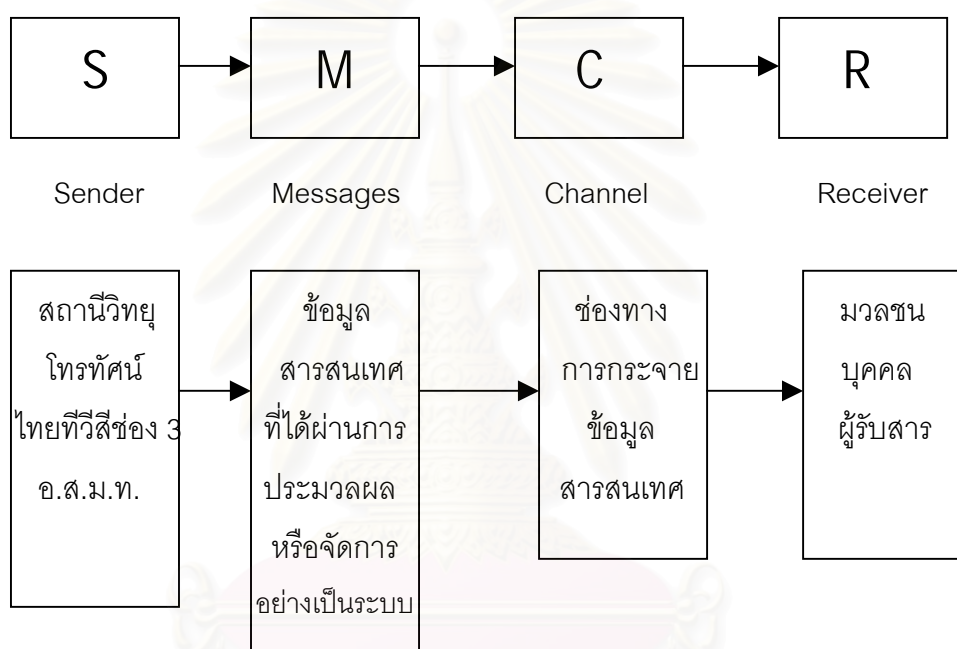 S M C R
Sender Messages Channel Receiver
สถานีวิทยุ
โทรทัศน์
ไทยทีวีสีช่อง 3
อ.ส.ม.ท.
ข้อมูล
สารสนเทศ
ที่ได้ผ่านการ
ประมวลผล
หรือจัดการ
อย่างเป็นระบบ
ช่องทาง
การกระจาย
ข้อมูล
สารสนเทศ
มวลชน
บุคคล
ผู้รับสาร